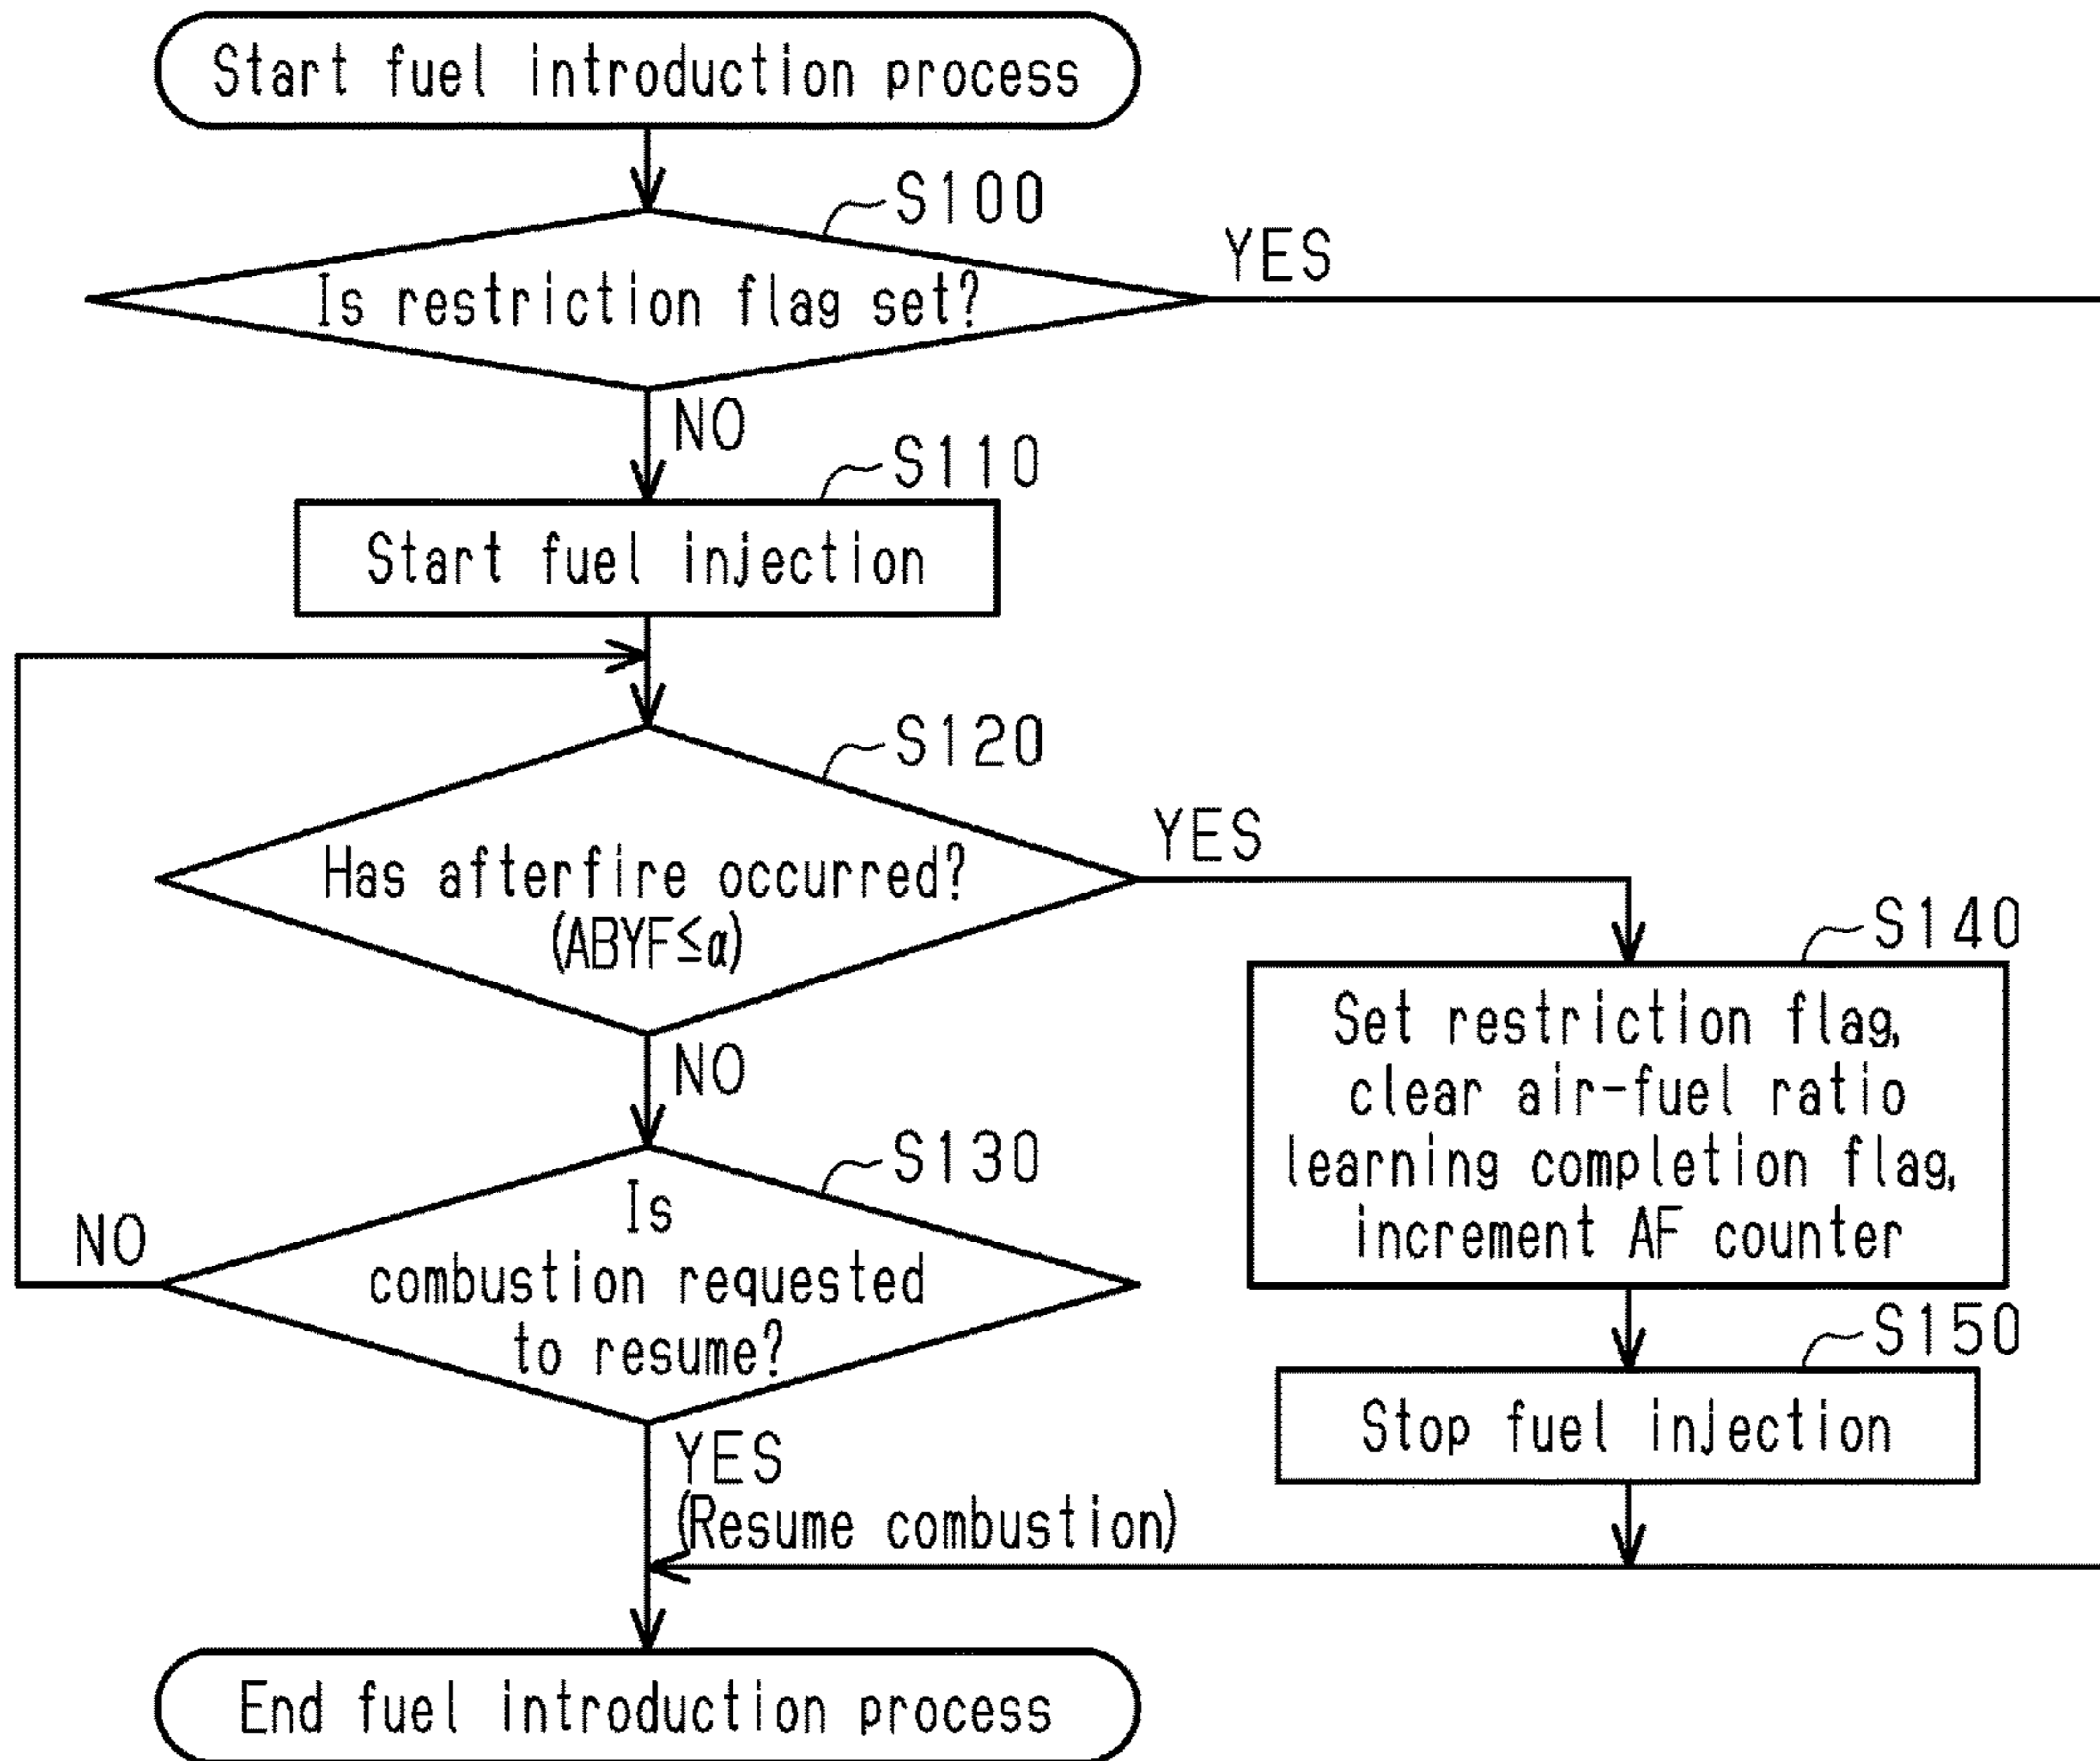 Start fuel introduction process
S100
Is restriction flag set?
YES
NO
S110
Start fuel injection
S120
Has afterfire occurred?
(ABYF≤α)
YES
NO
S130
Is
combustion requested
to resume?
NO
YES
(Resume combustion)
S140
Set restriction flag,
clear air-fuel ratio
learning completion flag,
increment AF counter
S150
Stop fuel injection
End fuel introduction process